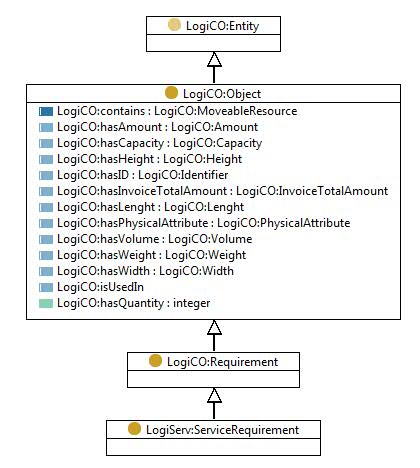 LogiCO:Entity
LogiCO:Object
LogiCO:contains : LogiCO:MoveableResource
LogiCO:hasAmount : LogiCO:Amount
LogiCO:hasCapacity : LogiCO:Capacity
LogiCO:hasHeight : LogiCO:Height
LogiCO:hasID : LogiCO:Identifier
LogiCO:hasInvoiceTotalAmount : LogiCO:InvoiceTotalAmount
LogiCO:hasLenght : LogiCO:Lenght
LogiCO:hasPhysicalAttribute : LogiCO:PhysicalAttribute
LogiCO:hasVolume : LogiCO:Volume
LogiCO:hasWeight : LogiCO:Weight
LogiCO:hasWidth : LogiCO:Width
LogiCO:isUsedIn
LogiCO:hasQuantity : integer
LogiCO:Requirement
LogiServ:ServiceRequirement